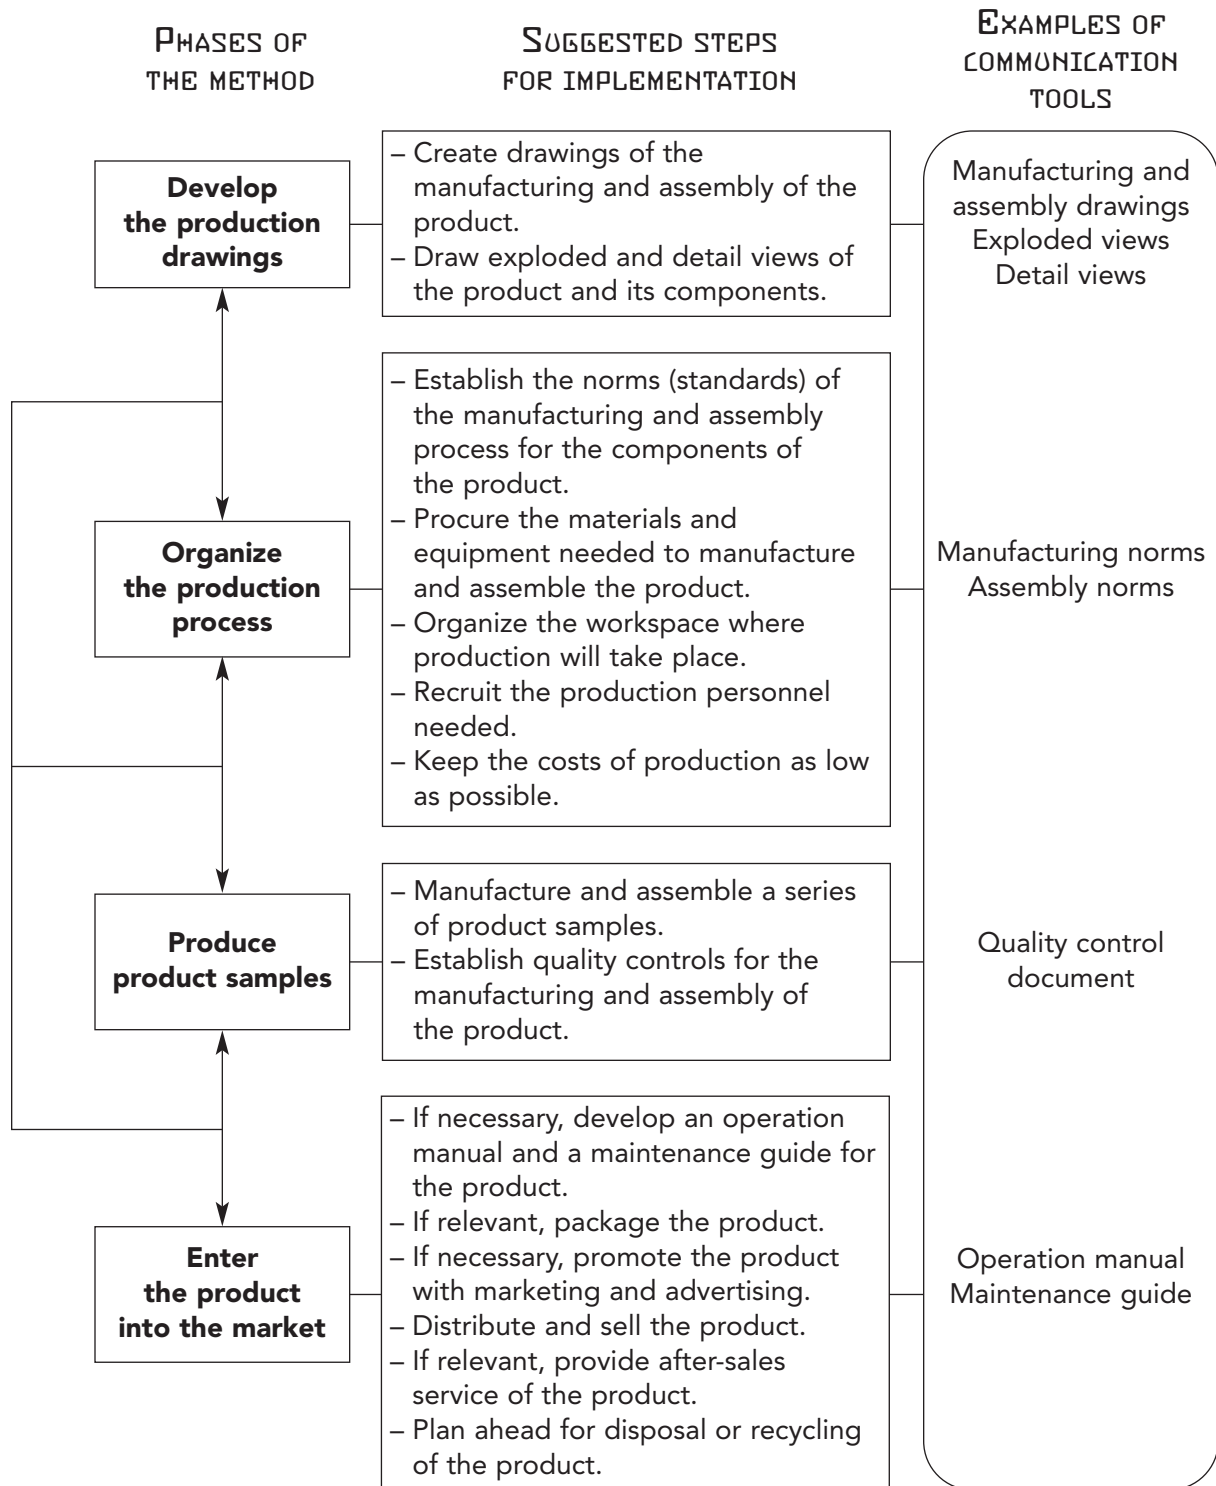 PHASES OF
THE METHOD
SUGGESTED STEPS
FOR IMPLEMENTATION
EXAMPLES OF
COMMUNICATION
TOOLS
Develop
the production
drawings
– Create drawings of the
manufacturing and assembly of the
product.
– Draw exploded and detail views of
the product and its components.
Manufacturing and
assembly drawings
Exploded views
Detail views
Organize
the production
process
– Establish the norms (standards) of
the manufacturing and assembly
process for the components of
the product.
– Procure the materials and
equipment needed to manufacture
and assemble the product.
– Organize the workspace where
production will take place.
– Recruit the production personnel
needed.
– Keep the costs of production as low
as possible.
Manufacturing norms
Assembly norms
Produce
product samples
– Manufacture and assemble a series
of product samples.
– Establish quality controls for the
manufacturing and assembly of
the product.
Quality control
document
Enter
the product
into the market
– If necessary, develop an operation
manual and a maintenance guide for
the product.
– If relevant, package the product.
– If necessary, promote the product
with marketing and advertising.
– Distribute and sell the product.
– If relevant, provide after-sales
service of the product.
– Plan ahead for disposal or recycling
of the product.
Operation manual
Maintenance guide